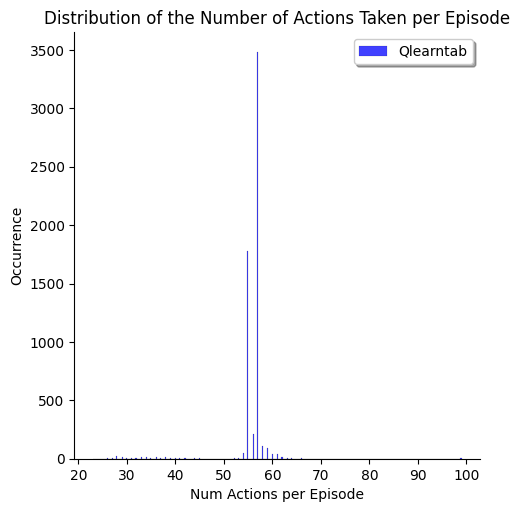 Distribution of the Number of Actions Taken per Episode
Qlearntab
3500
3000
2500
2000
1500
1000
500
0
Occurrence
20 30 40 50 60 70 80 90 100
Num Actions per Episode